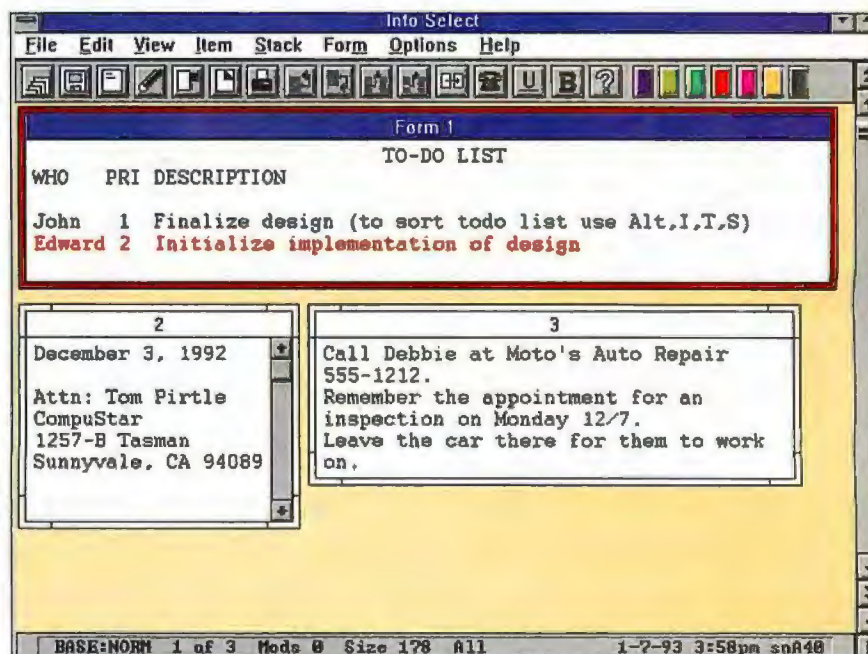 Info Select
File Edit View Item Stack Form Options Help
U B ?
Form 1
TO-DO LIST
WHO PRI DESCRIPTION
John 1 Finalize design (to sort todo list use Alt,I,T,S)
Edward 2 Initialize implementation of design
2
December 3, 1992
Attn: Tom Pirtle
CompuStar
1257-B Tasman
Sunnyvale, CA 94089
3
Call Debbie at Moto's Auto Repair
555-1212.
Remember the appointment for an
inspection on Monday 12/7.
Leave the car there for them to work
on.
BASE:NORM 1 of 3 Mods 0 Size 178 All 1-7-93 3:58pm snA40